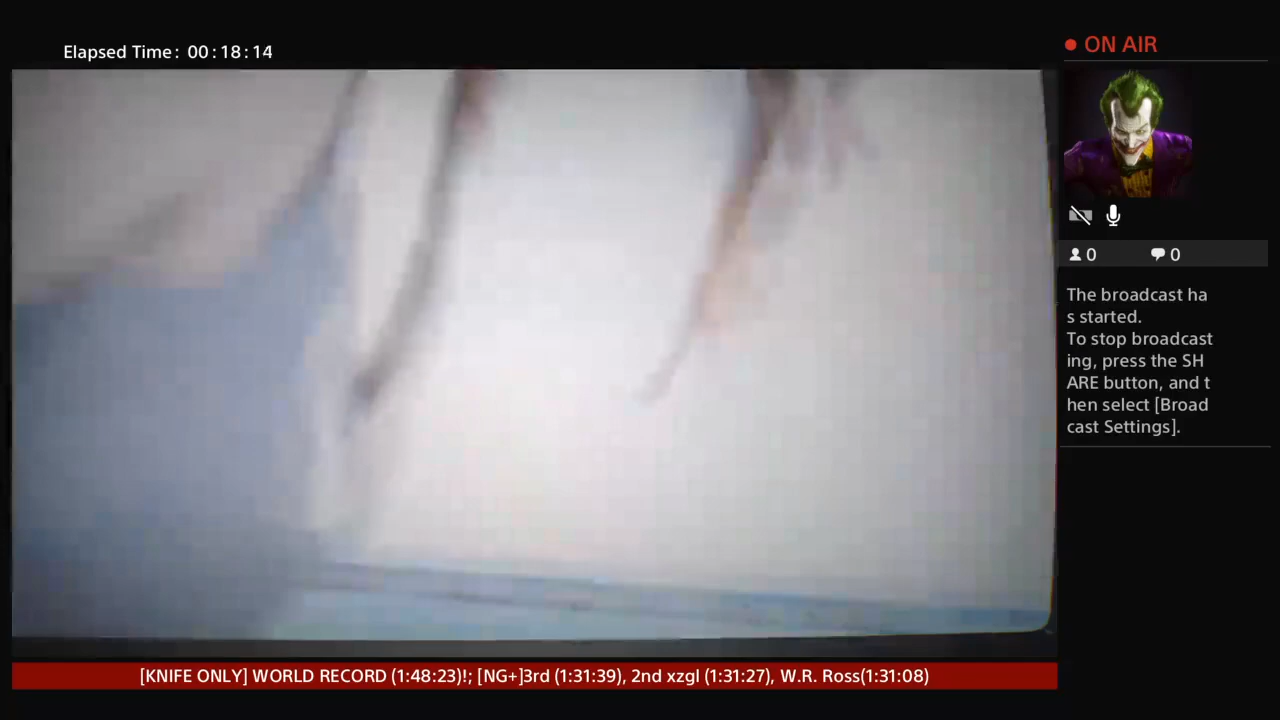 Elapsed Time: 00:18:14
ON AIR
0 0
The broadcast ha
s started.
To stop broadcast
ing, press the SH
ARE button, and t
hen select [Broad
cast Settings].
[KNIFE ONLY] WORLD RECORD (1:48:23)!; [NG+]3rd (1:31:39), 2nd xzgl (1:31:27), W.R. Ross(1:31:08)